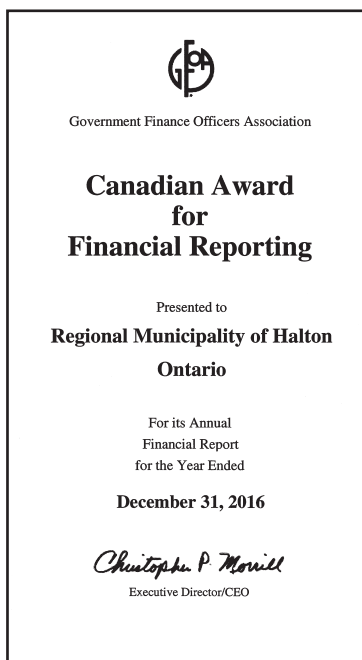 GFOA
Government Finance Officers Association
Canadian Award
for
Financial Reporting
Presented to
Regional Municipality of Halton
Ontario
For its Annual
Financial Report
for the Year Ended
December 31, 2016
Christopher P. Morrill
Executive Director/CEO